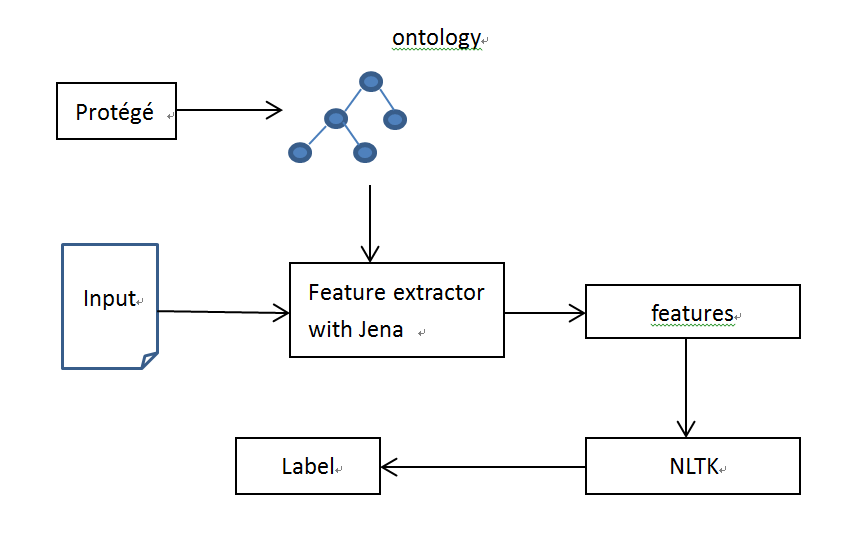 ontology
Protégé
Input
Feature extractor
with Jena
features
Label
NLTK